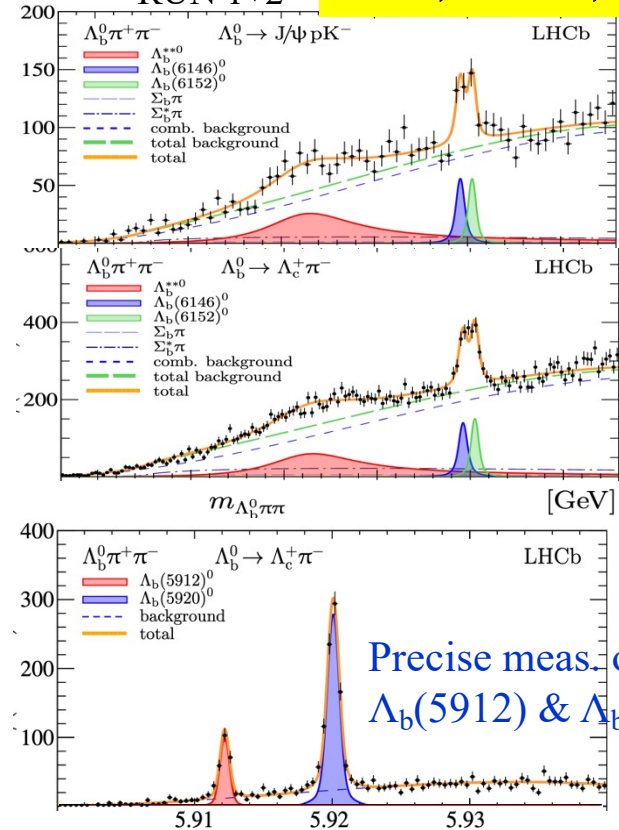 RUN 1+2
200
150
100
50
Λb0π+π− Λb0 → J/ψ pK− LHCb
Λb**0
Λb(6146)0
Λb(6152)0
Σbπ
Σb*π
comb. background
total background
total
400
200
Λb0π+π− Λb0 → Λc+π− LHCb
Λb**0
Λb(6146)0
Λb(6152)0
Σbπ
Σb*π
comb. background
total background
total
mΛb0ππ [GeV]
400
300
200
100
Λb0π+π− Λb0 → Λc+π− LHCb
Λb(5912)0
Λb(5920)0
background
total
Precise meas.
Λb(5912) & Λb
5.91 5.92 5.93